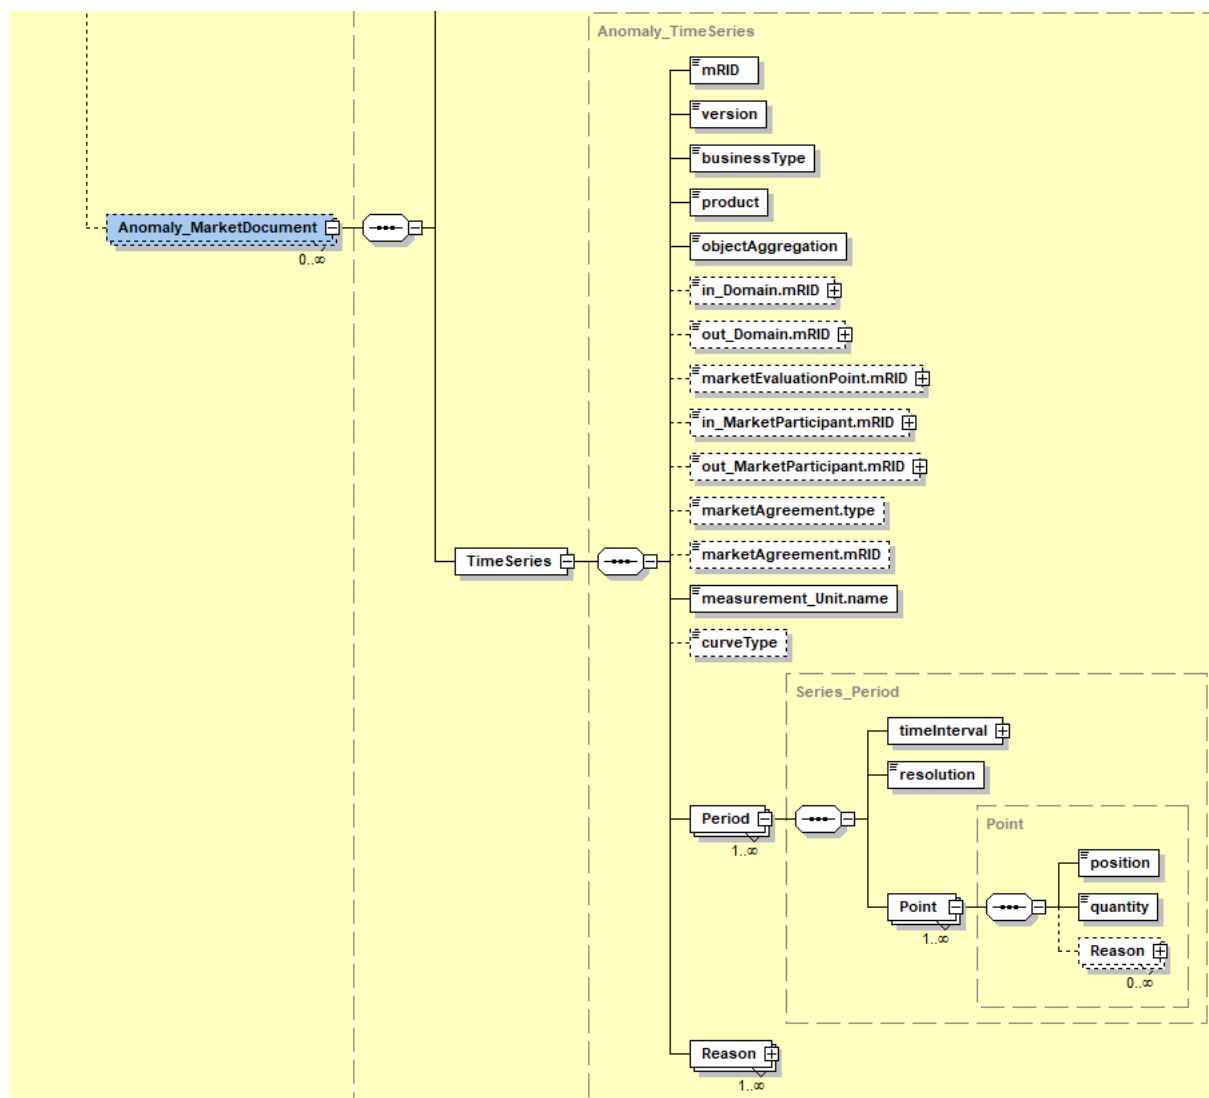 Anomaly_TimeSeries
mRID
version
businessType
product
Anomaly_MarketDocument
0..∞
objectAggregation
in_Domain.mRID
out_Domain.mRID
marketEvaluationPoint.mRID
in_MarketParticipant.mRID
out_MarketParticipant.mRID
marketAgreement.type
marketAgreement.mRID
TimeSeries
measurement_Unit.name
curveType
Series_Period
timeInterval
resolution
Period
1..∞
Point
position
Point
1..∞
quantity
Reason
0..∞
Reason
1..∞